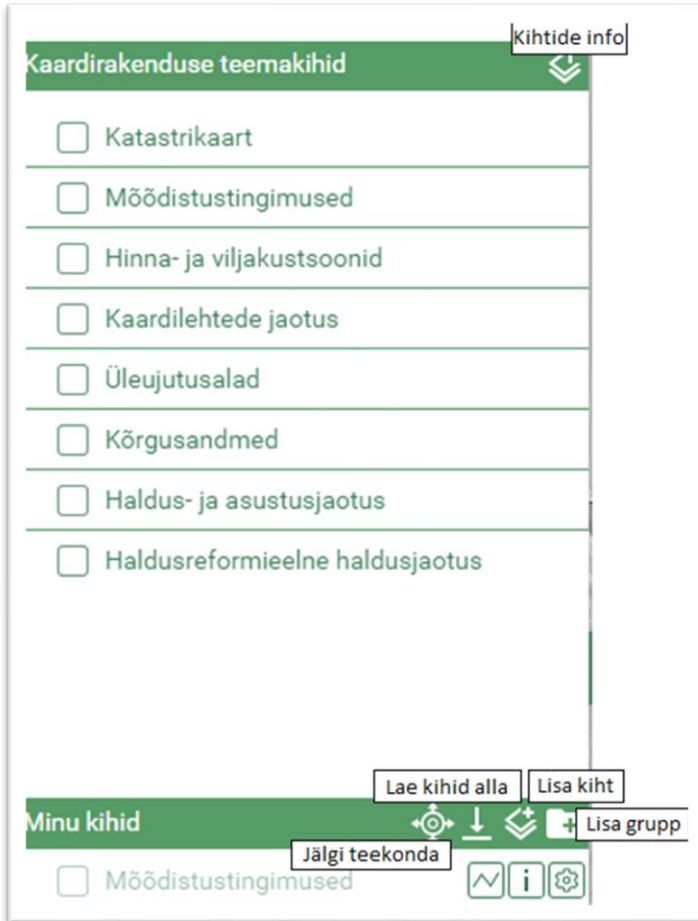 Kihtide info
Kaardirakenduse teemakihid
Katastrikaart
Mõõdistustingimused
Hinna- ja viljakustsoonid
Kaardilehtede jaotus
Üleujutusalad
Kõrgusandmed
Haldus- ja asustusjaotus
Haldusreformieelne haldusjaotus
Lae kihid alla
Lisa kiht
Minu kihid
Lisa grupp
Jälgi teekonda
Mõõdistustingimused